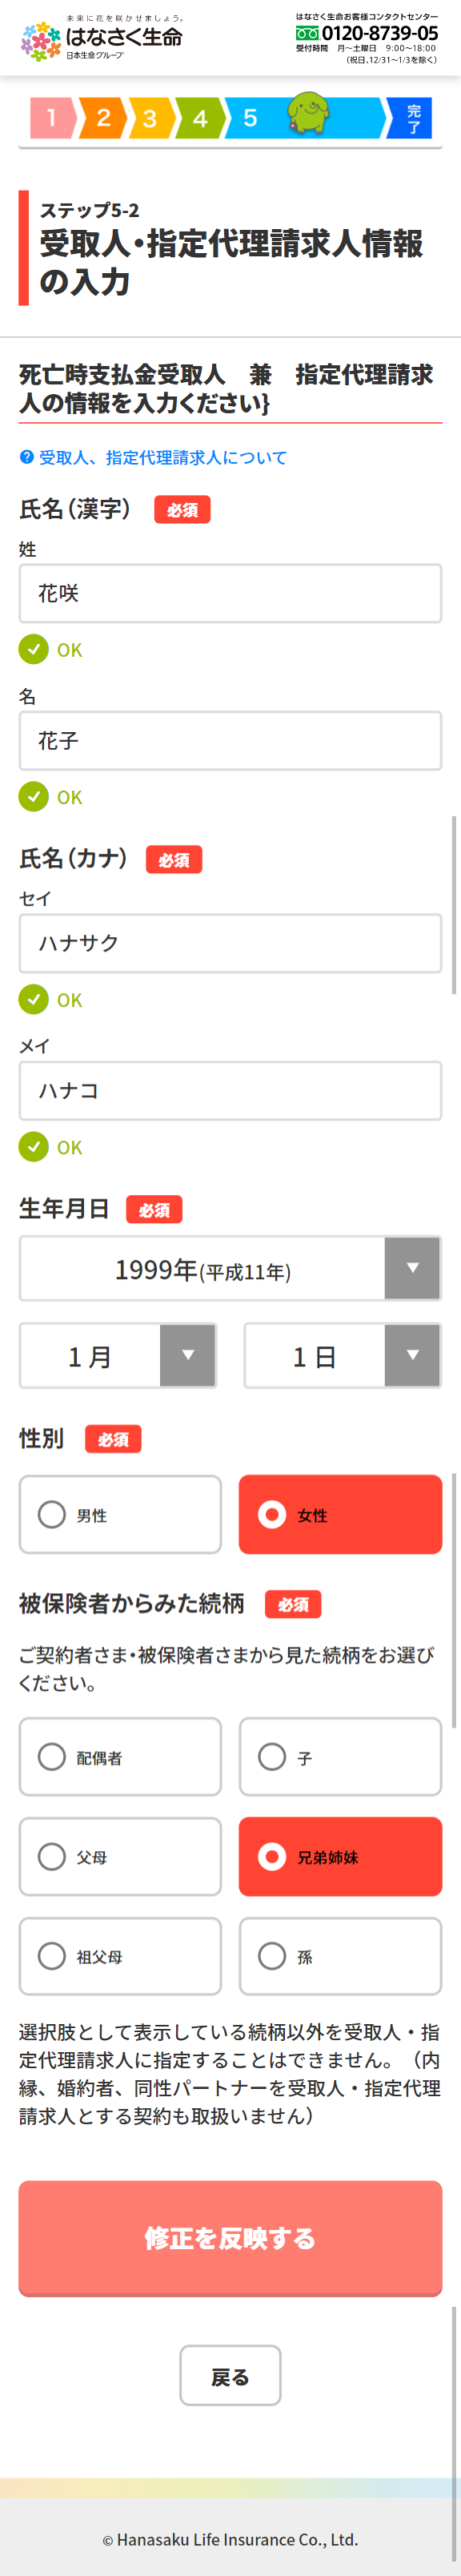 未来に花を咲かせましょう。
はなさく生命
日本生命グループ
はなさく生命お客様コンタクトセンター
0120-8739-05
受付時間 月〜土曜日 9:00〜18:00
(祝日、12/31〜1/3を除く)
1 2 3 4 5 完了
ステップ5-2
受取人・指定代理請求人情報
の入力
死亡時支払金受取人 兼 指定代理請求
人の情報を入力ください}
? 受取人、指定代理請求人について
氏名（漢字） 必須
姓
花咲
OK
名
花子
OK
氏名（カナ） 必須
セイ
ハナサク
OK
メイ
ハナコ
OK
生年月日 必須
1999年(平成11年)
1 月 1 日
性別 必須
男性 女性
被保険者からみた続柄 必須
ご契約者さま・被保険者さまから見た続柄をお選び
ください。
配偶者 子
父母 兄弟姉妹
祖父母 孫
選択肢として表示している続柄以外を受取人・指
定代理請求人に指定することはできません。（内
縁、婚約者、同性パートナーを受取人・指定代理
請求人とする契約も取扱いません）
修正を反映する
戻る
© Hanasaku Life Insurance Co., Ltd.